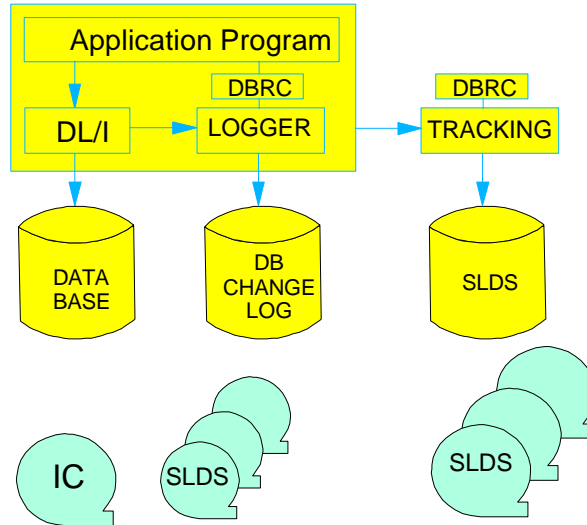 Application Program
DBRC
DBRC
DL/I
LOGGER
TRACKING
DATA
BASE
DB
CHANGE
LOG
SLDS
IC
SLDS
SLDS